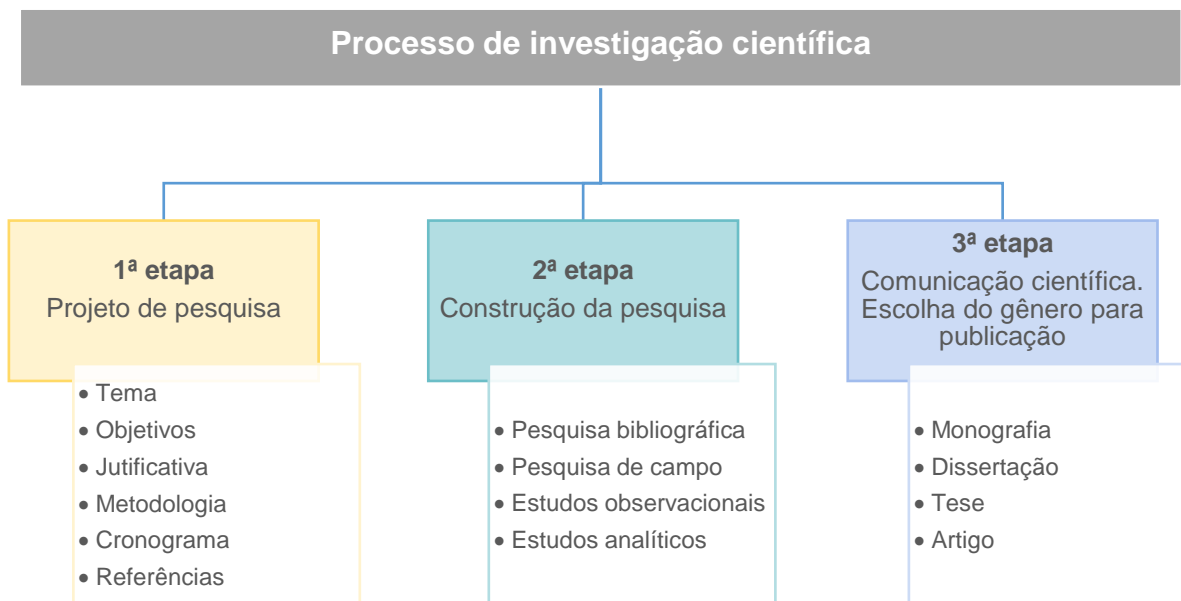 Processo de investigação científica
1ª etapa
Projeto de pesquisa
• Tema
• Objetivos
• Jutificativa
• Metodologia
• Cronograma
• Referências
2ª etapa
Construção da pesquisa
• Pesquisa bibliográfica
• Pesquisa de campo
• Estudos observacionais
• Estudos analíticos
3ª etapa
Comunicação científica.
Escolha do gênero para
publicação
• Monografia
• Dissertação
• Tese
• Artigo